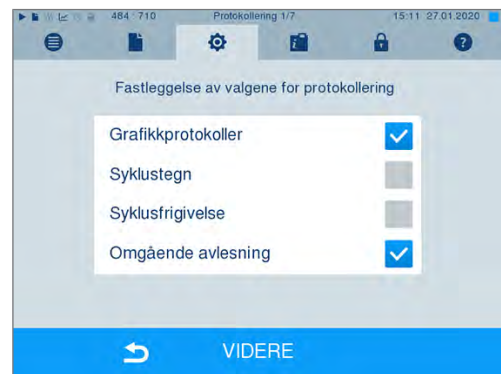 484 710 Protokollering 1/7 15:11 27.01.2020
Fastleggelse av valgene for protokollering
Grafikkprotokoller
Syklustegn
Syklusfrigivelse
Omgående avlesning
VIDERE